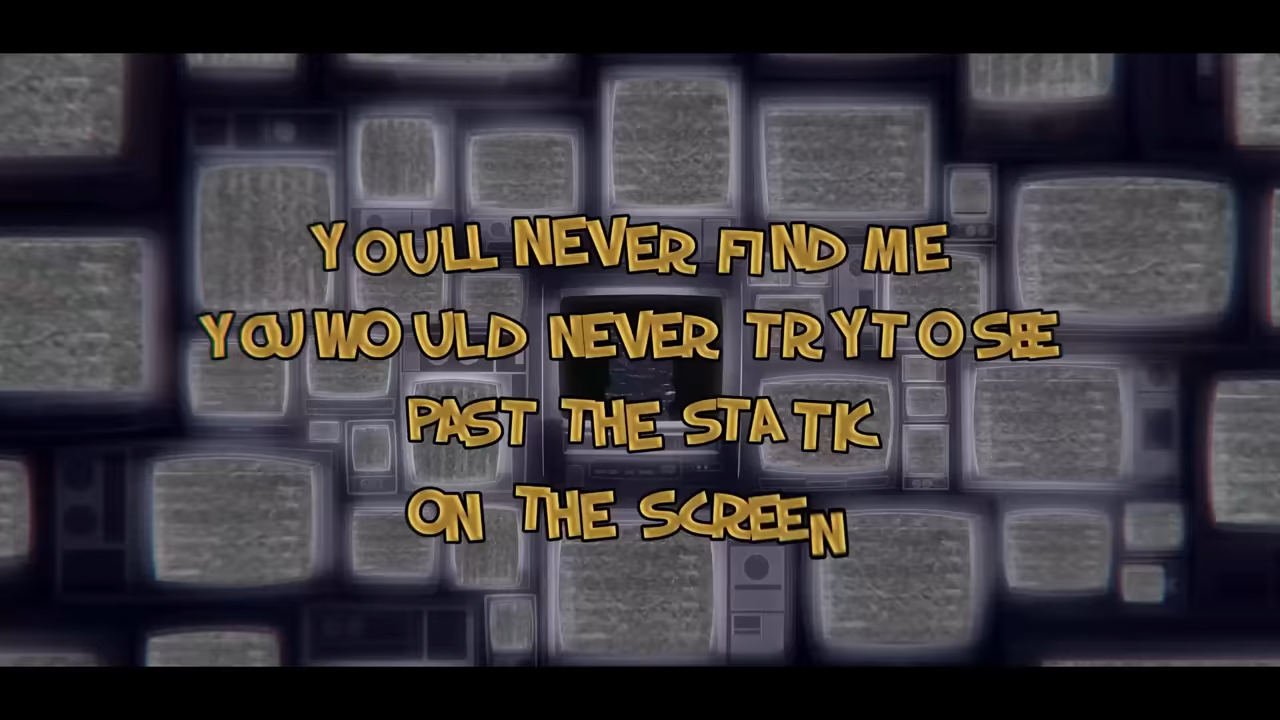 YOULL NEVER FIND ME
YOU WOULD NEVER TRY TO SEE
PAST THE STATIC
ON THE SCREEN